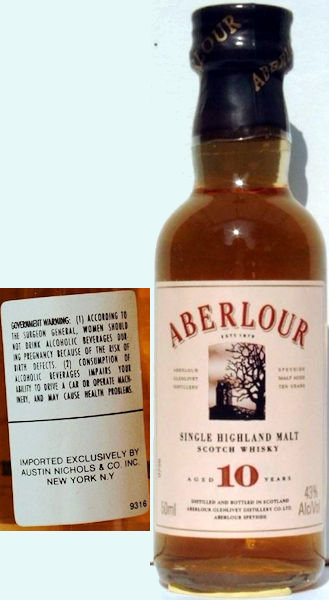 ABERLOUR
ABERLOUR
ESTD 1879
ABERLOUR
GLENLIVET
DISTILLERY
SPEYSIDE
MALT AGED
TEN YEARS
SINGLE HIGHLAND MALT
SCOTCH WHISKY
AGED 10 YEARS
DISTILLED AND BOTTLED IN SCOTLAND
ABERLOUR GLENLIVET DISTILLERY CO. LTD.
ABERLOUR SPEYSIDE
50ml
43%
Alc/Vol
GOVERNMENT WARNING: (1) ACCORDING TO
THE SURGEON GENERAL, WOMEN SHOULD
NOT DRINK ALCOHOLIC BEVERAGES DUR-
ING PREGNANCY BECAUSE OF THE RISK OF
BIRTH DEFECTS. (2) CONSUMPTION OF
ALCOHOLIC BEVERAGES IMPAIRS YOUR
ABILITY TO DRIVE A CAR OR OPERATE MACH-
INERY, AND MAY CAUSE HEALTH PROBLEMS.
IMPORTED EXCLUSIVELY BY
AUSTIN NICHOLS & CO. INC.
NEW YORK N.Y
9316